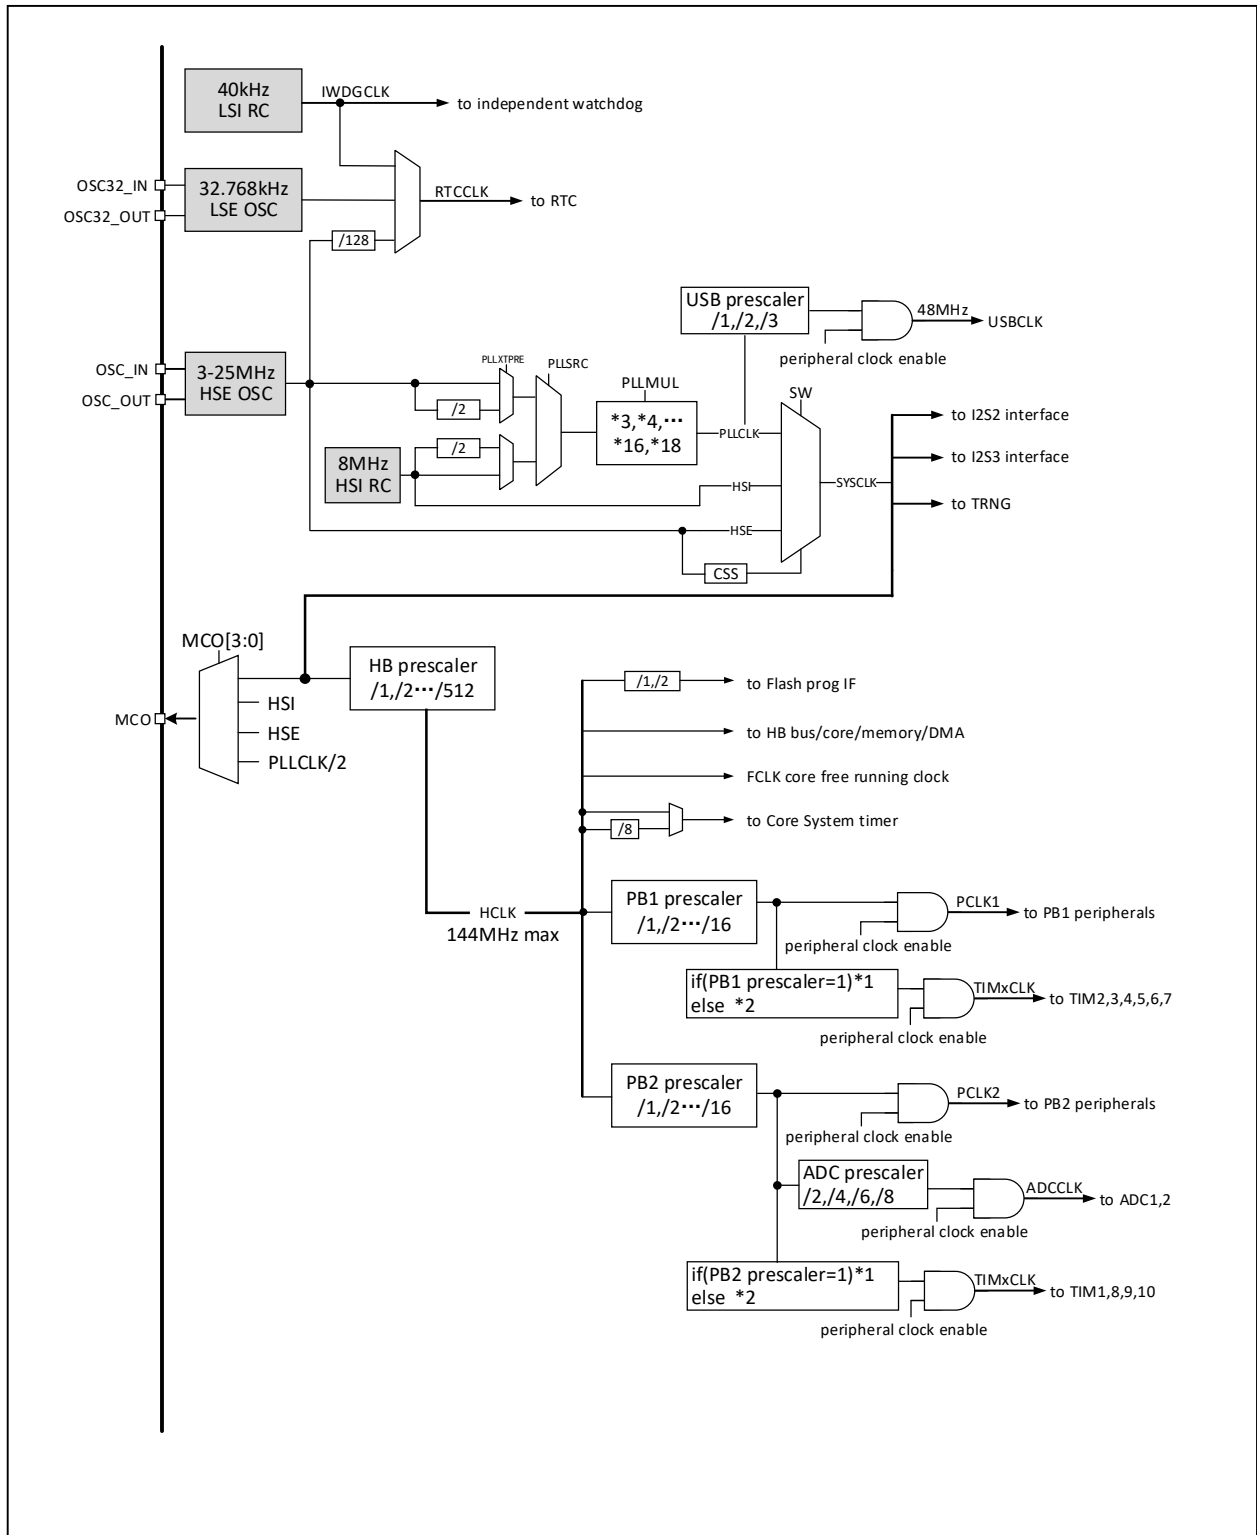 40kHz
LSI RC
IWDGCLK
to independent watchdog
OSC32_IN
OSC32_OUT
32.768kHz
LSE OSC
RTCCLK
to RTC
/128
USB prescaler
/1,/2,/3
48MHz
USBCLK
peripheral clock enable
OSC_IN
OSC_OUT
3-25MHz
HSE OSC
PLLXTPRE
PLLSRC
/2
PLLMUL
*3,*4,···
*16,*18
PLLCLK
SW
to I2S2 interface
8MHz
HSI RC
/2
HSI
SYSCLK
to I2S3 interface
to TRNG
HSE
CSS
MCO[3:0]
HB prescaler
/1,/2···/512
HSI
MCO
HSE
PLLCLK/2
/1,/2
to Flash prog IF
to HB bus/core/memory/DMA
FCLK core free running clock
/8
to Core System timer
HCLK
144MHz max
PB1 prescaler
/1,/2···/16
PCLK1
to PB1 peripherals
peripheral clock enable
if(PB1 prescaler=1)*1
else *2
TIMxCLK
to TIM2,3,4,5,6,7
peripheral clock enable
PB2 prescaler
/1,/2···/16
PCLK2
to PB2 peripherals
peripheral clock enable
ADC prescaler
/2,/4,/6,/8
ADCCLK
to ADC1,2
peripheral clock enable
if(PB2 prescaler=1)*1
else *2
TIMxCLK
to TIM1,8,9,10
peripheral clock enable